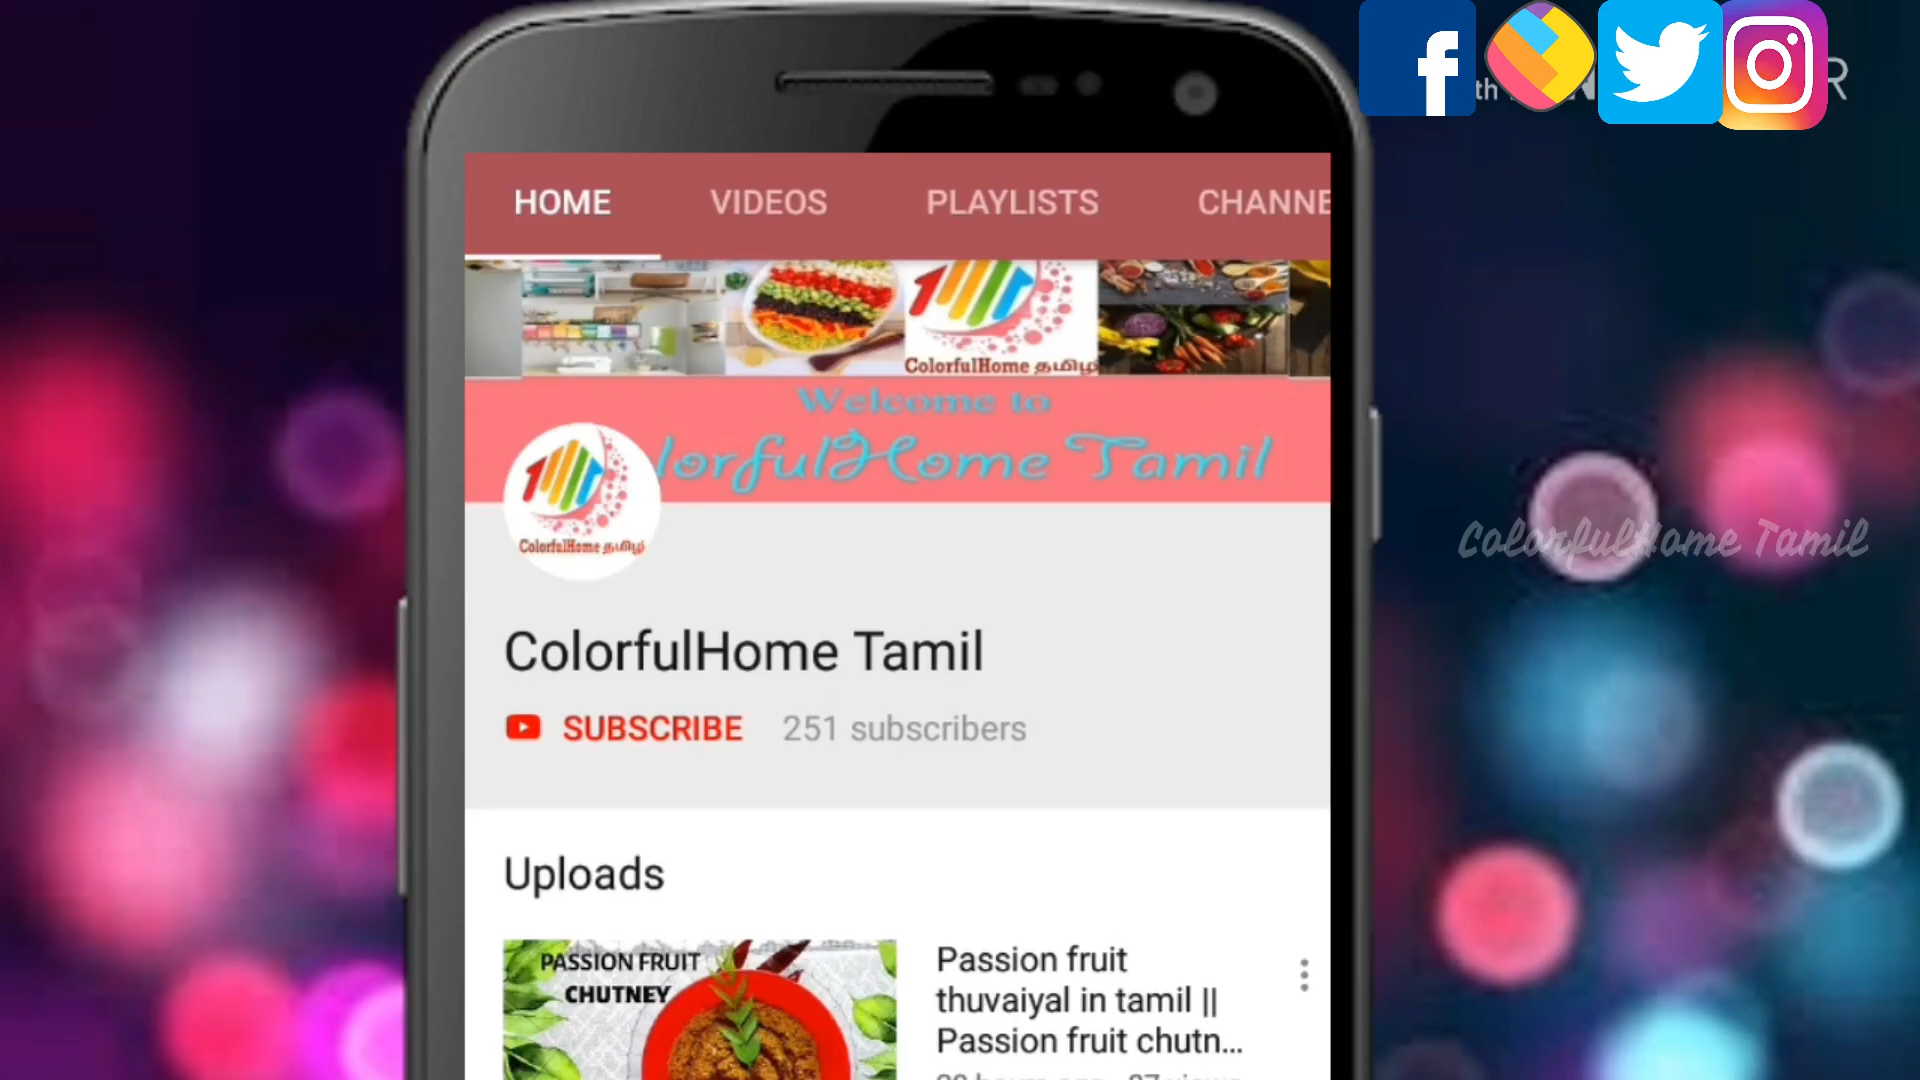 th R
HOME VIDEOS PLAYLISTS CHANNE
ColorfulHome தமிழ்
Welcome to
lorfulHome Tamil
ColorfulHome தமிழ்
ColorfulHome Tamil
ColorfulHome Tamil
SUBSCRIBE 251 subscribers
Uploads
PASSION FRUIT
CHUTNEY
Passion fruit
thuvaiyal in tamil ||
Passion fruit chutn...